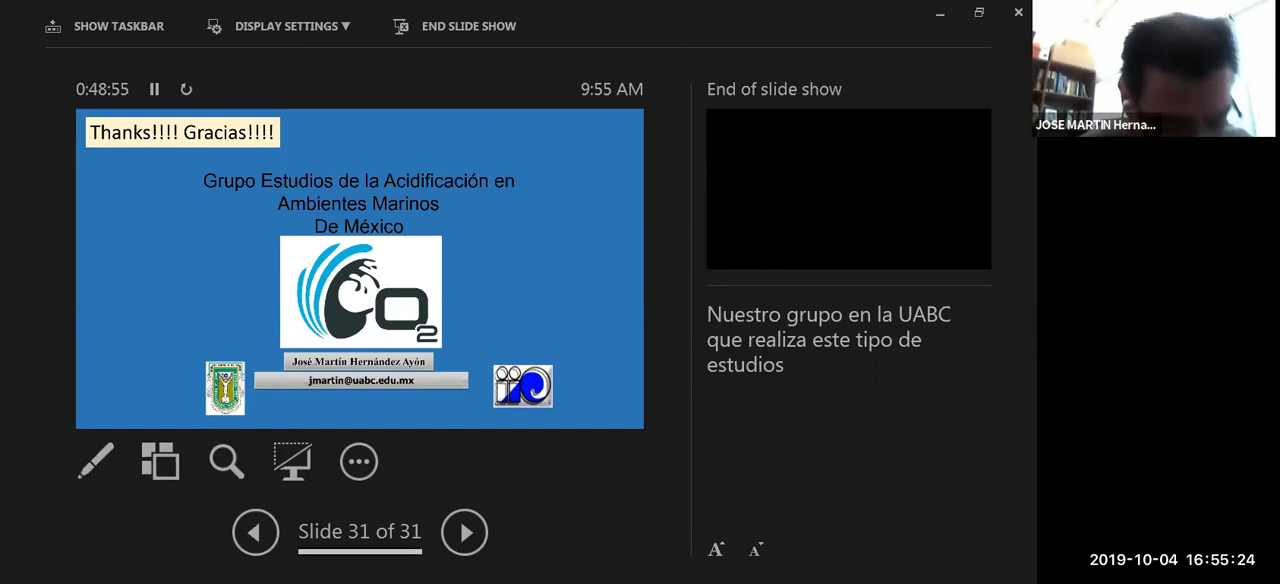 SHOW TASKBAR
DISPLAY SETTINGS ▼
END SLIDE SHOW
0:48:55
9:55 AM
Thanks!!!! Gracias!!!!
Grupo Estudios de la Acidificación en
Ambientes Marinos
De México
CO2
José Martín Hernández Ayón
jmartin@uabc.edu.mx
iio
Slide 31 of 31
End of slide show
Nuestro grupo en la UABC
que realiza este tipo de
estudios
A A
JOSE MARTIN Herna...
2019-10-04 16:55:24